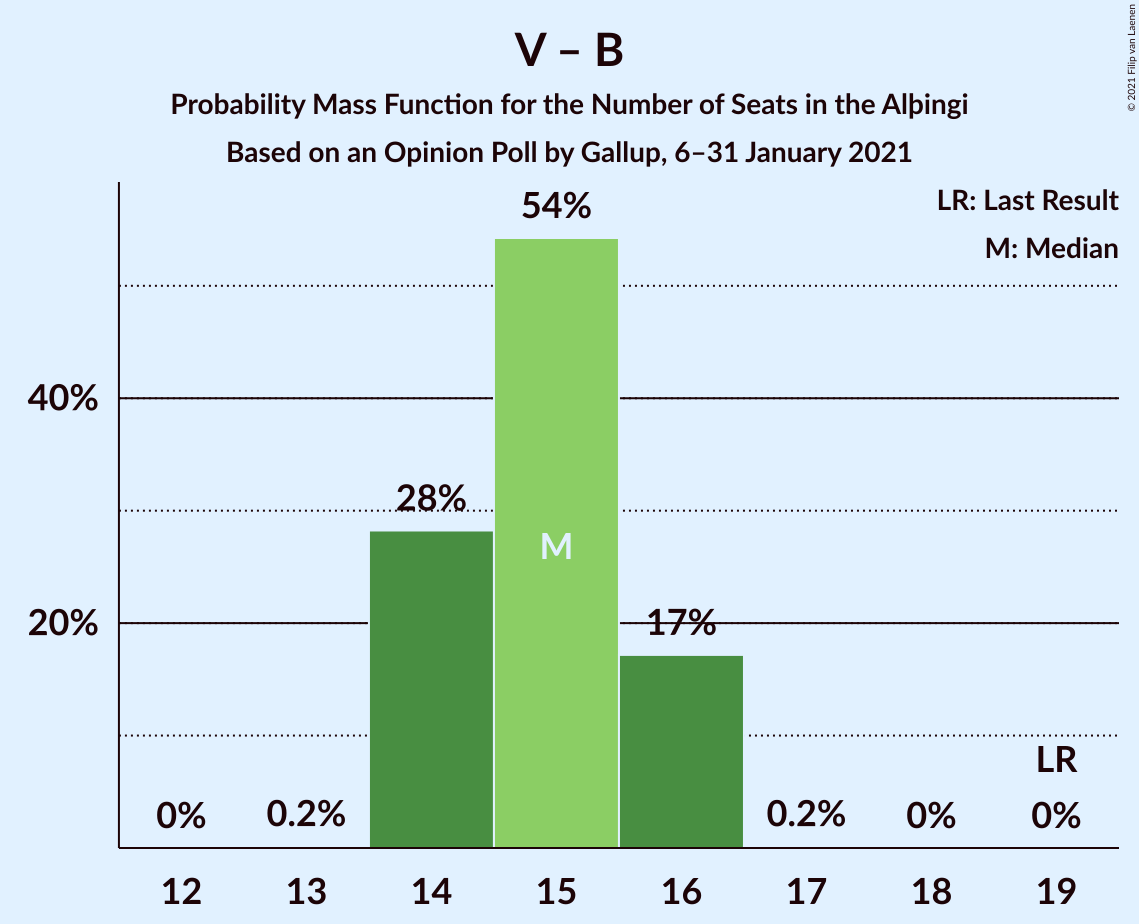 V – B
Probability Mass Function for the Number of Seats in the Alþingi
Based on an Opinion Poll by Gallup, 6–31 January 2021
© 2021 Filip van Laenen
LR: Last Result
M: Median
54%
40%
28%
M
20%
17%
LR
0%
0.2%
0.2%
0%
0%
12
13
14
15
16
17
18
19